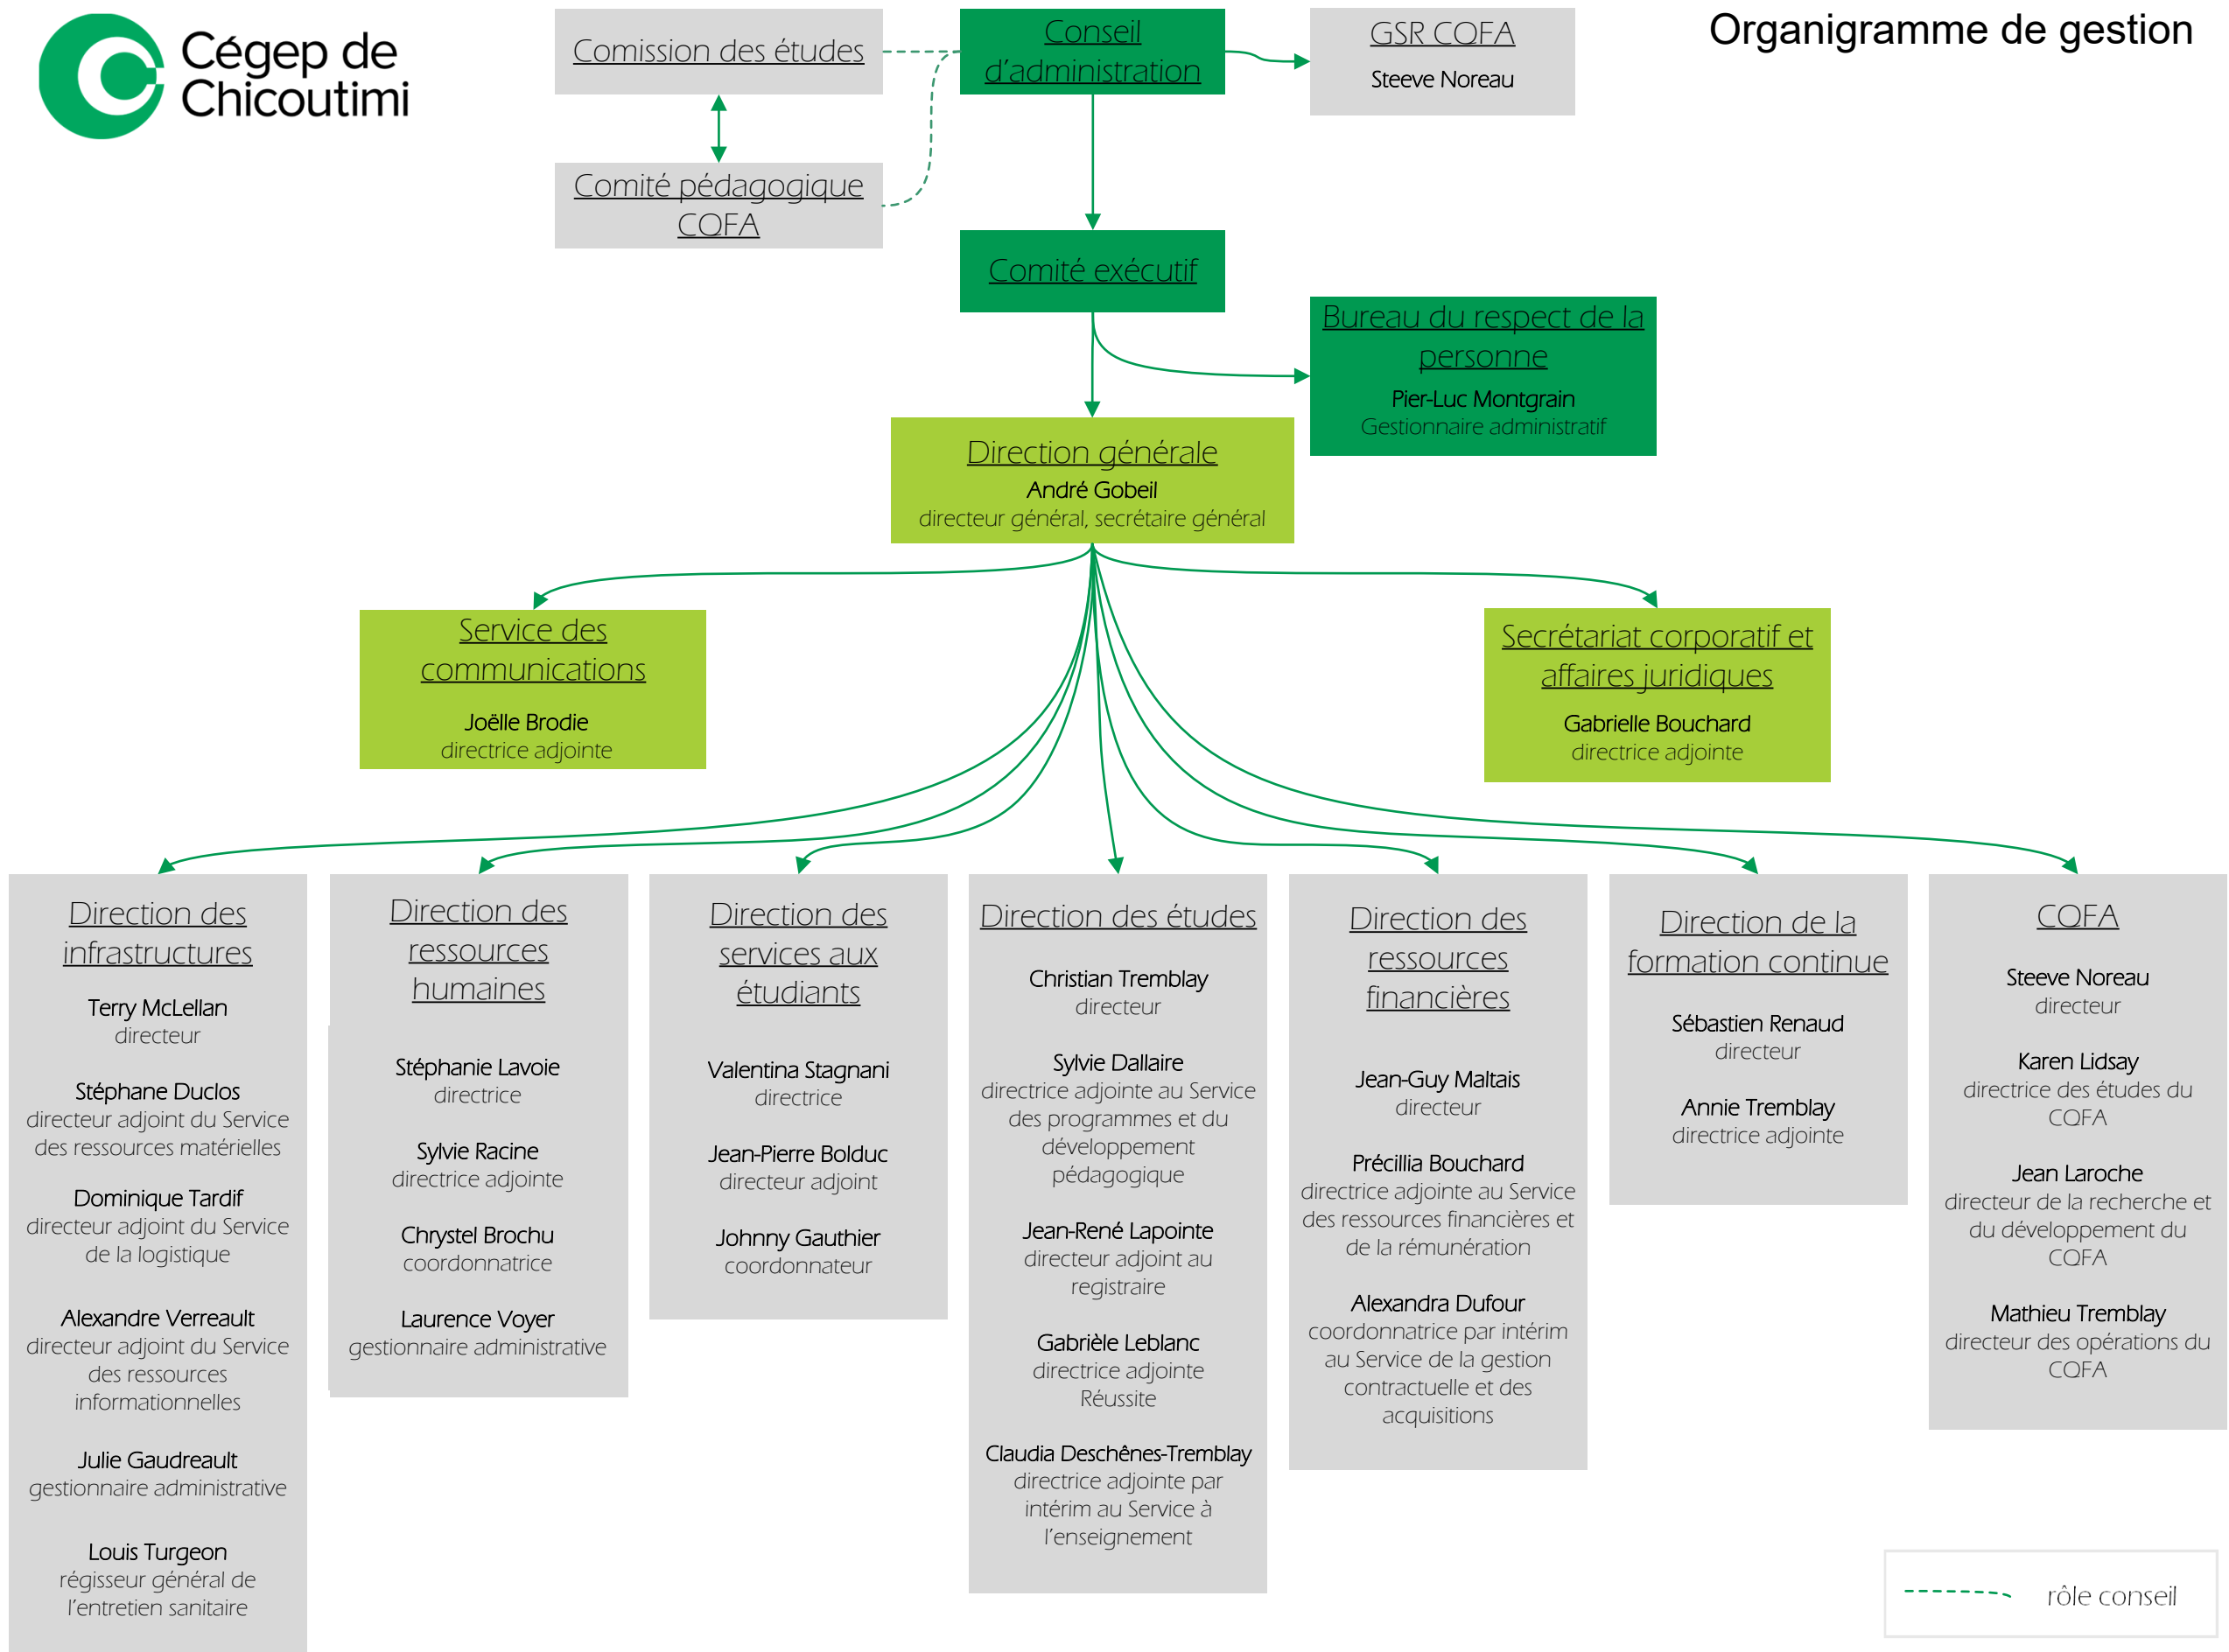 Cégep de
Chicoutimi
Comission des études
Conseil
d'administration
GSR CQFA
Steeve Noreau
Organigramme de gestion
Comité pédagogique
CQFA
Comité exécutif
Bureau du respect de la
personne
Pier-Luc Montgrain
Gestionnaire administratif
Direction générale
André Gobeil
directeur général, secrétaire général
Service des
communications
Joëlle Brodie
directrice adjointe
Secrétariat corporatif et
affaires juridiques
Gabrielle Bouchard
directrice adjointe
Direction des
infrastructures
Terry McLellan
directeur
Stéphane Duclos
directeur adjoint du Service
des ressources matérielles
Dominique Tardif
directeur adjoint du Service
de la logistique
Alexandre Verreault
directeur adjoint du Service
des ressources
informationnelles
Julie Gaudreault
gestionnaire administrative
Louis Turgeon
régisseur général de
l'entretien sanitaire
Direction des
ressources
humaines
Stéphanie Lavoie
directrice
Sylvie Racine
directrice adjointe
Chrystel Brochu
coordonnatrice
Laurence Voyer
gestionnaire administrative
Direction des
services aux
étudiants
Valentina Stagnani
directrice
Jean-Pierre Bolduc
directeur adjoint
Johnny Gauthier
coordonnateur
Direction des études
Christian Tremblay
directeur
Sylvie Dallaire
directrice adjointe au Service
des programmes et du
développement
pédagogique
Jean-René Lapointe
directeur adjoint au
registraire
Gabrièle Leblanc
directrice adjointe
Réussite
Claudia Deschênes-Tremblay
directrice adjointe par
intérim au Service à
l'enseignement
Direction des
ressources
financières
Jean-Guy Maltais
directeur
Précillia Bouchard
directrice adjointe au Service
des ressources financières et
de la rémunération
Alexandra Dufour
coordonnatrice par intérim
au Service de la gestion
contractuelle et des
acquisitions
Direction de la
formation continue
Sébastien Renaud
directeur
Annie Tremblay
directrice adjointe
CQFA
Steeve Noreau
directeur
Karen Lidsay
directrice des études du
CQFA
Jean Laroche
directeur de la recherche et
du développement du
CQFA
Mathieu Tremblay
directeur des opérations du
CQFA
rôle conseil